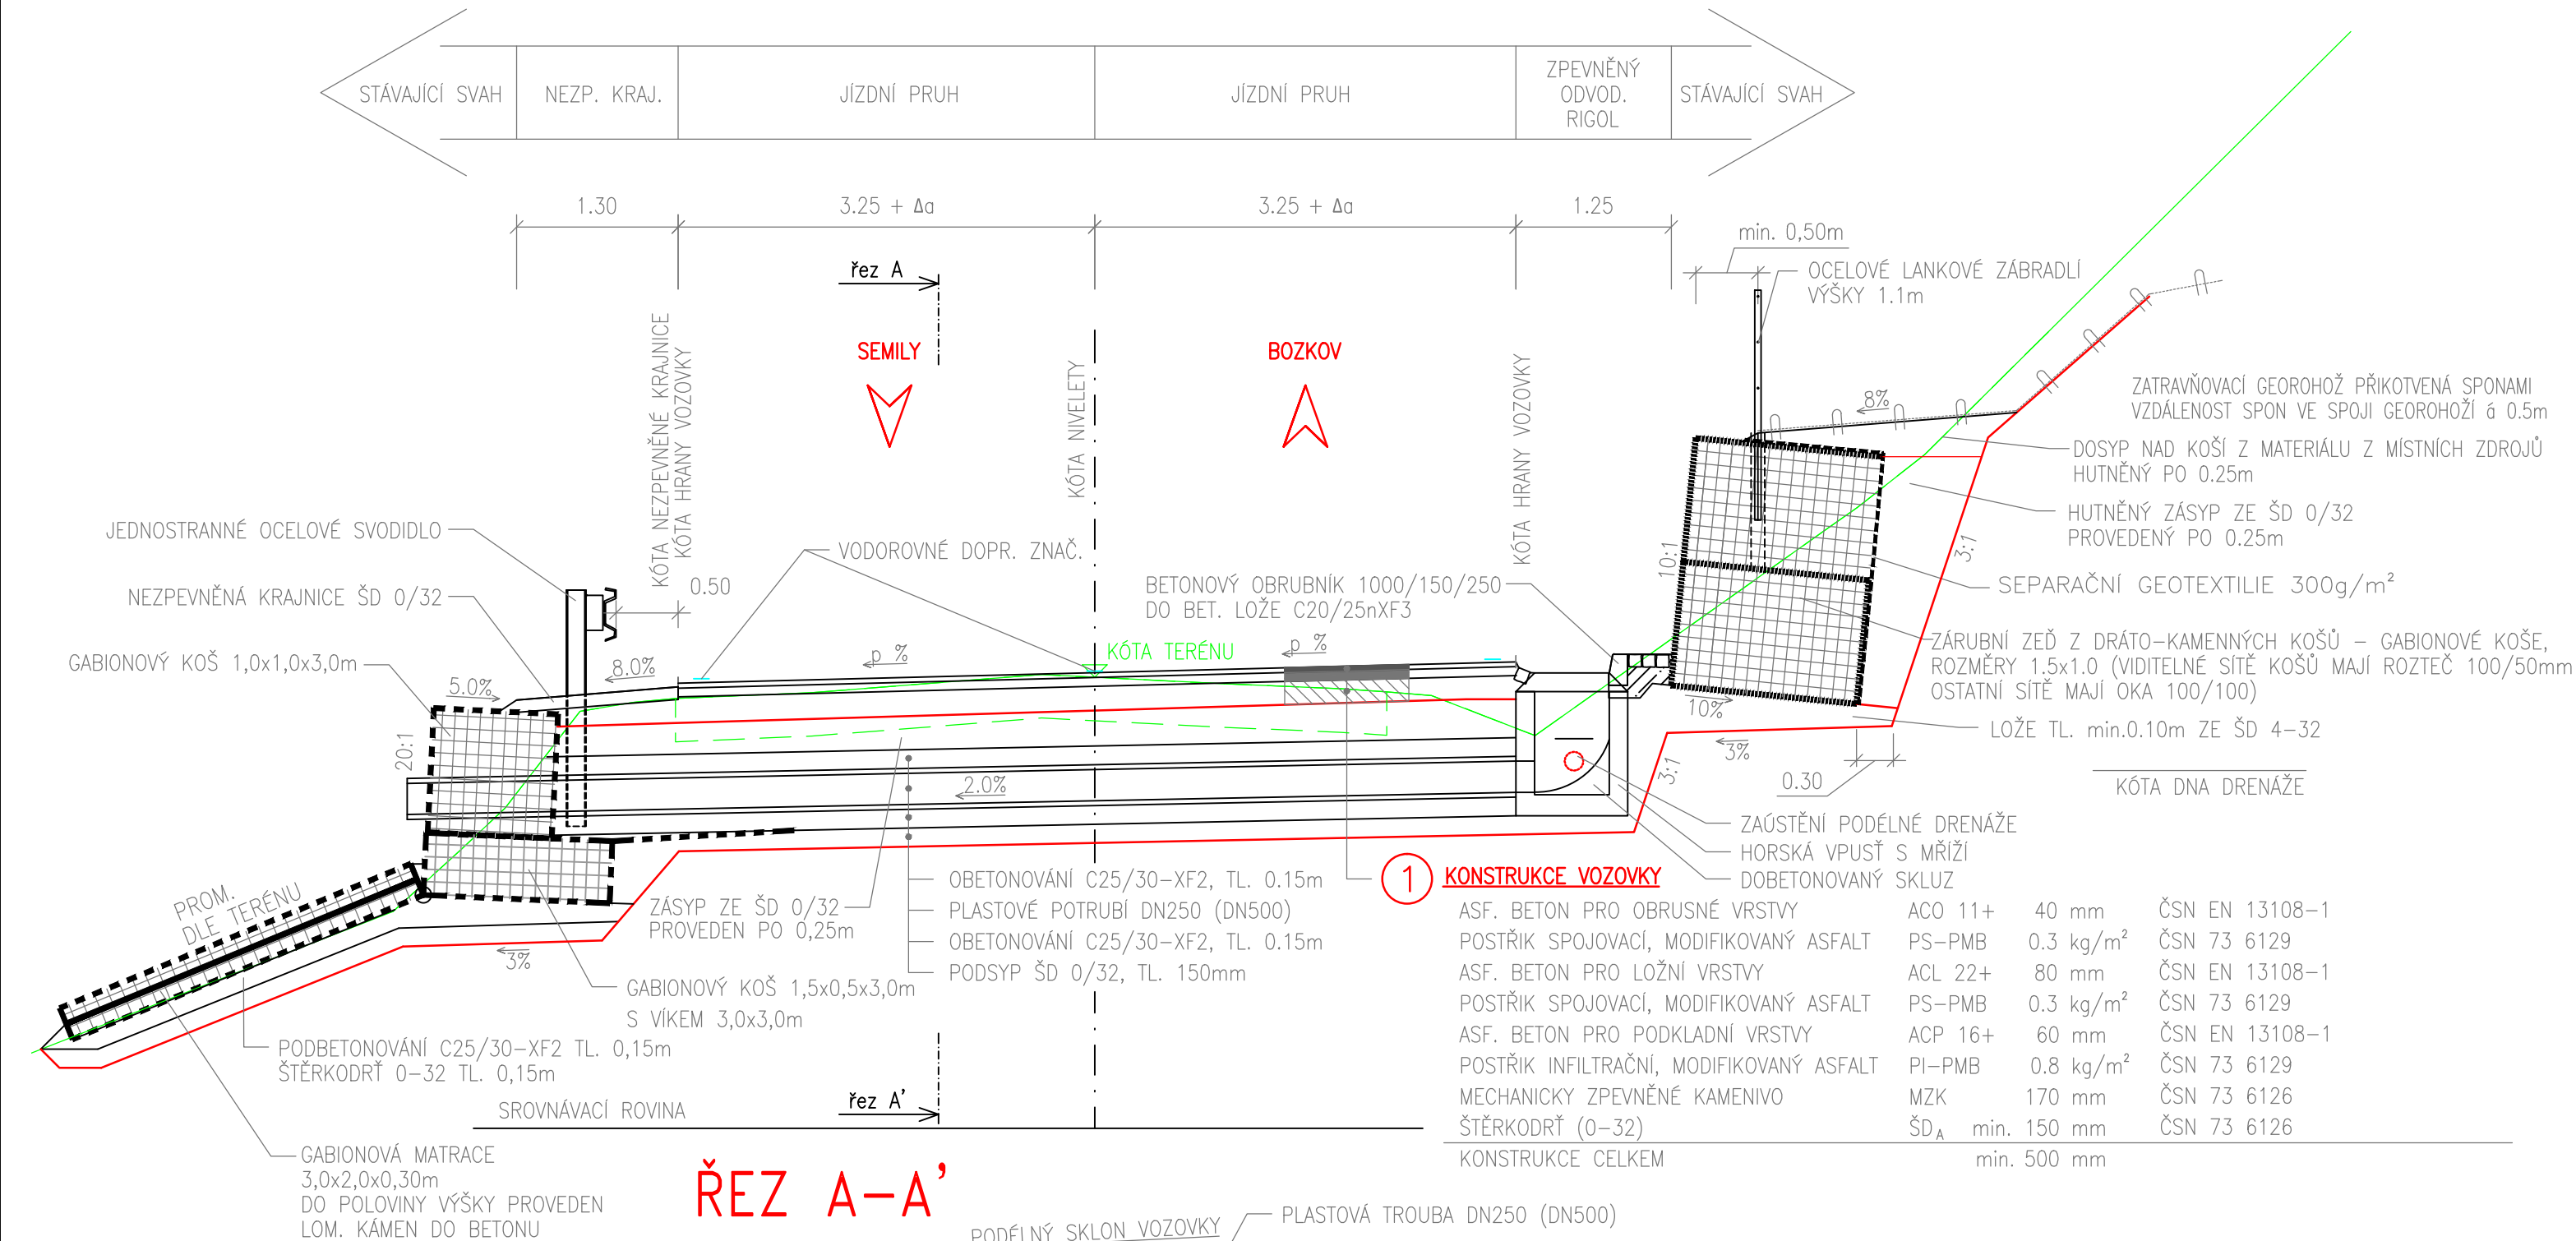 STÁVAJÍCÍ SVAH
NEZP. KRAJ.
JÍZDNÍ PRUH
JÍZDNÍ PRUH
ZPEVNĚNÝ
ODVOD.
RIGOL
STÁVAJÍCÍ SVAH
1.30
3.25 + Δa
3.25 + Δa
1.25
min. 0,50m
OCELOVÉ LANKOVÉ ZÁBRADLÍ
VÝŠKY 1.1m
řez A
SEMILY
BOZKOV
KÓTA NEZPEVNĚNÉ KRAJNICE
KÓTA HRANY VOZOVKY
KÓTA NIVELETY
KÓTA HRANY VOZOVKY
8%
ZATRAVŇOVACÍ GEOROHOŽ PŘIKOTVENÁ SPONAMI
VZDÁLENOST SPON VE SPOJI GEOROHOŽÍ á 0.5m
DOSYP NAD KOŠÍ Z MATERIÁLU Z MÍSTNÍCH ZDROJŮ
HUTNĚNÝ PO 0.25m
HUTNĚNÝ ZÁSYP ZE ŠD 0/32
PROVEDENÝ PO 0.25m
3:1
10:1
SEPARAČNÍ GEOTEXTILIE 300g/m²
ZÁRUBNÍ ZEĎ Z DRÁTO-KAMENNÝCH KOŠŮ - GABIONOVÉ KOŠE,
ROZMĚRY 1.5x1.0 (VIDITELNÉ SÍTĚ KOŠŮ MAJÍ ROZTEČ 100/50mm
OSTATNÍ SÍTĚ MAJÍ OKA 100/100)
LOŽE TL. min.0.10m ZE ŠD 4-32
10%
3%
3:1
0.30
KÓTA DNA DRENÁŽE
JEDNOSTRANNÉ OCELOVÉ SVODIDLO
NEZPEVNĚNÁ KRAJNICE ŠD 0/32
GABIONOVÝ KOŠ 1,0x1,0x3,0m
0.50
VODOROVNÉ DOPR. ZNAČ.
BETONOVÝ OBRUBNÍK 1000/150/250
DO BET. LOŽE C20/25nXF3
KÓTA TERÉNU
p %
p %
8.0%
5.0%
20:1
2.0%
ZAÚSTĚNÍ PODÉLNÉ DRENÁŽE
HORSKÁ VPUSŤ S MŘÍŽÍ
DOBETONOVANÝ SKLUZ
PROM.
DLE TERÉNU
ZÁSYP ZE ŠD 0/32
PROVEDEN PO 0,25m
3%
OBETONOVÁNÍ C25/30-XF2, TL. 0.15m
PLASTOVÉ POTRUBÍ DN250 (DN500)
OBETONOVÁNÍ C25/30-XF2, TL. 0.15m
PODSYP ŠD 0/32, TL. 150mm
GABIONOVÝ KOŠ 1,5x0,5x3,0m
S VÍKEM 3,0x3,0m
PODBETONOVÁNÍ C25/30-XF2 TL. 0,15m
ŠTĚRKODRŤ 0-32 TL. 0,15m
SROVNÁVACÍ ROVINA
řez A'
GABIONOVÁ MATRACE
3,0x2,0x0,30m
DO POLOVINY VÝŠKY PROVEDEN
LOM. KÁMEN DO BETONU
1 KONSTRUKCE VOZOVKY
ASF. BETON PRO OBRUSNÉ VRSTVY ACO 11+ 40 mm ČSN EN 13108-1
POSTŘIK SPOJOVACÍ, MODIFIKOVANÝ ASFALT PS-PMB 0.3 kg/m² ČSN 73 6129
ASF. BETON PRO LOŽNÍ VRSTVY ACL 22+ 80 mm ČSN EN 13108-1
POSTŘIK SPOJOVACÍ, MODIFIKOVANÝ ASFALT PS-PMB 0.3 kg/m² ČSN 73 6129
ASF. BETON PRO PODKLADNÍ VRSTVY ACP 16+ 60 mm ČSN EN 13108-1
POSTŘIK INFILTRAČNÍ, MODIFIKOVANÝ ASFALT PI-PMB 0.8 kg/m² ČSN 73 6129
MECHANICKY ZPEVNĚNÉ KAMENIVO MZK 170 mm ČSN 73 6126
ŠTĚRKODRŤ (0-32) ŠDA min. 150 mm ČSN 73 6126
KONSTRUKCE CELKEM min. 500 mm
ŘEZ A-A'
PODÉLNÝ SKLON VOZOVKY
PLASTOVÁ TROUBA DN250 (DN500)